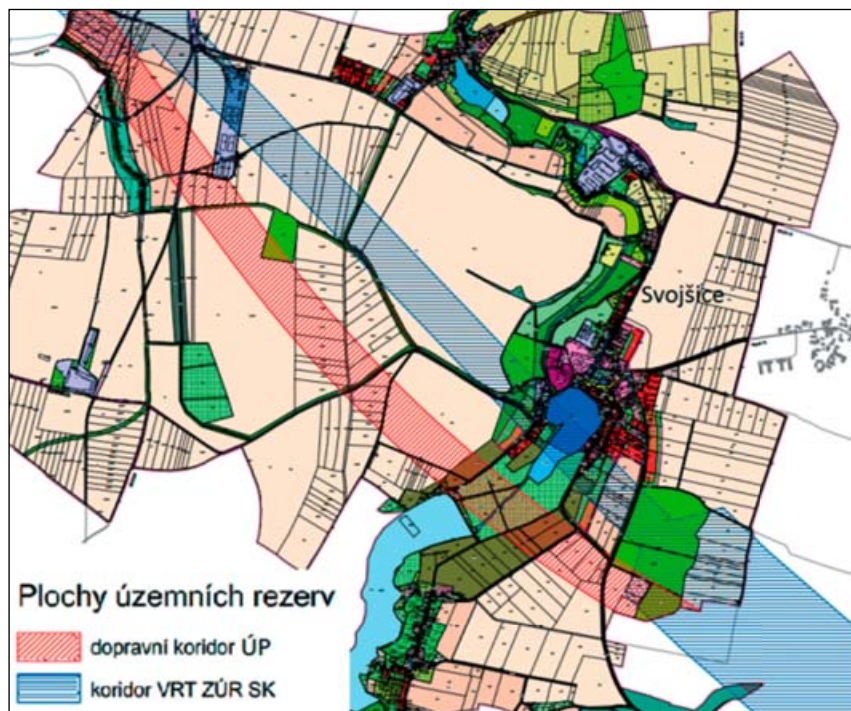 Svojšice
Plochy územních rezerv
dopravní koridor ÚP
koridor VRT ZÚR SK